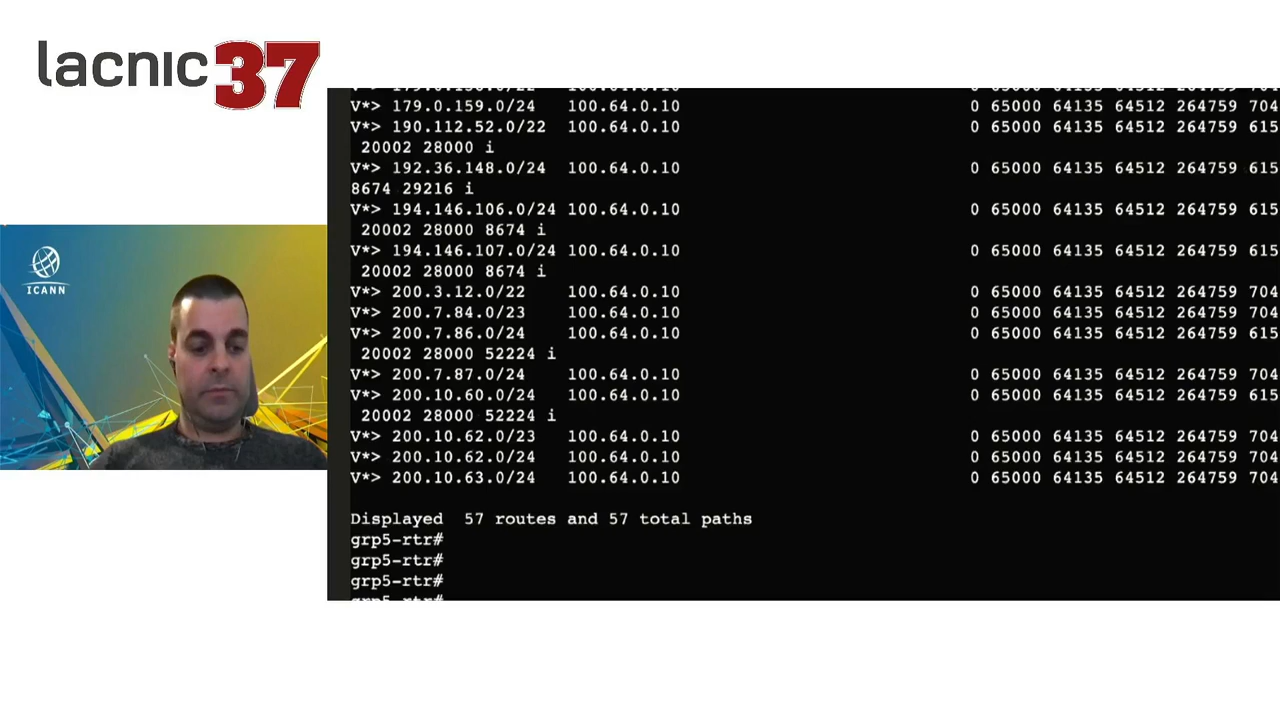 lacnic 37
ICANN
V*> 179.0.159.0/24 100.64.0.10 0 65000 64135 64512 264759 704
V*> 190.112.52.0/22 100.64.0.10 0 65000 64135 64512 264759 615
20002 28000 i
V*> 192.36.148.0/24 100.64.0.10 0 65000 64135 64512 264759 615
8674 29216 i
V*> 194.146.106.0/24 100.64.0.10 0 65000 64135 64512 264759 615
20002 28000 8674 i
V*> 194.146.107.0/24 100.64.0.10 0 65000 64135 64512 264759 615
20002 28000 8674 i
V*> 200.3.12.0/22 100.64.0.10 0 65000 64135 64512 264759 704
V*> 200.7.84.0/23 100.64.0.10 0 65000 64135 64512 264759 704
V*> 200.7.86.0/24 100.64.0.10 0 65000 64135 64512 264759 615
20002 28000 52224 i
V*> 200.7.87.0/24 100.64.0.10 0 65000 64135 64512 264759 704
V*> 200.10.60.0/24 100.64.0.10 0 65000 64135 64512 264759 615
20002 28000 52224 i
V*> 200.10.62.0/23 100.64.0.10 0 65000 64135 64512 264759 704
V*> 200.10.62.0/24 100.64.0.10 0 65000 64135 64512 264759 704
V*> 200.10.63.0/24 100.64.0.10 0 65000 64135 64512 264759 704
Displayed 57 routes and 57 total paths
grp5-rtr#
grp5-rtr#
grp5-rtr#
grp5-rtr#